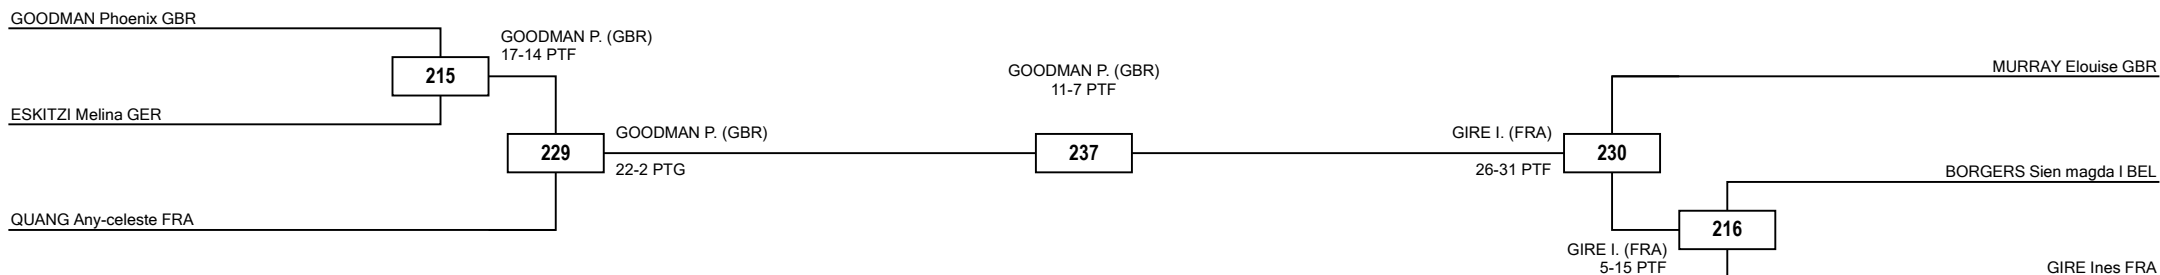 GOODMAN Phoenix GBR
GOODMAN P. (GBR)
17-14 PTF
215
ESKITZI Melina GER
GOODMAN P. (GBR)
229
22-2 PTG
QUANG Any-celeste FRA
GOODMAN P. (GBR)
11-7 PTF
237
MURRAY Elouise GBR
GIRE I. (FRA)
230
26-31 PTF
BORGERS Sien magda I BEL
216
GIRE I. (FRA)
5-15 PTF
GIRE Ines FRA